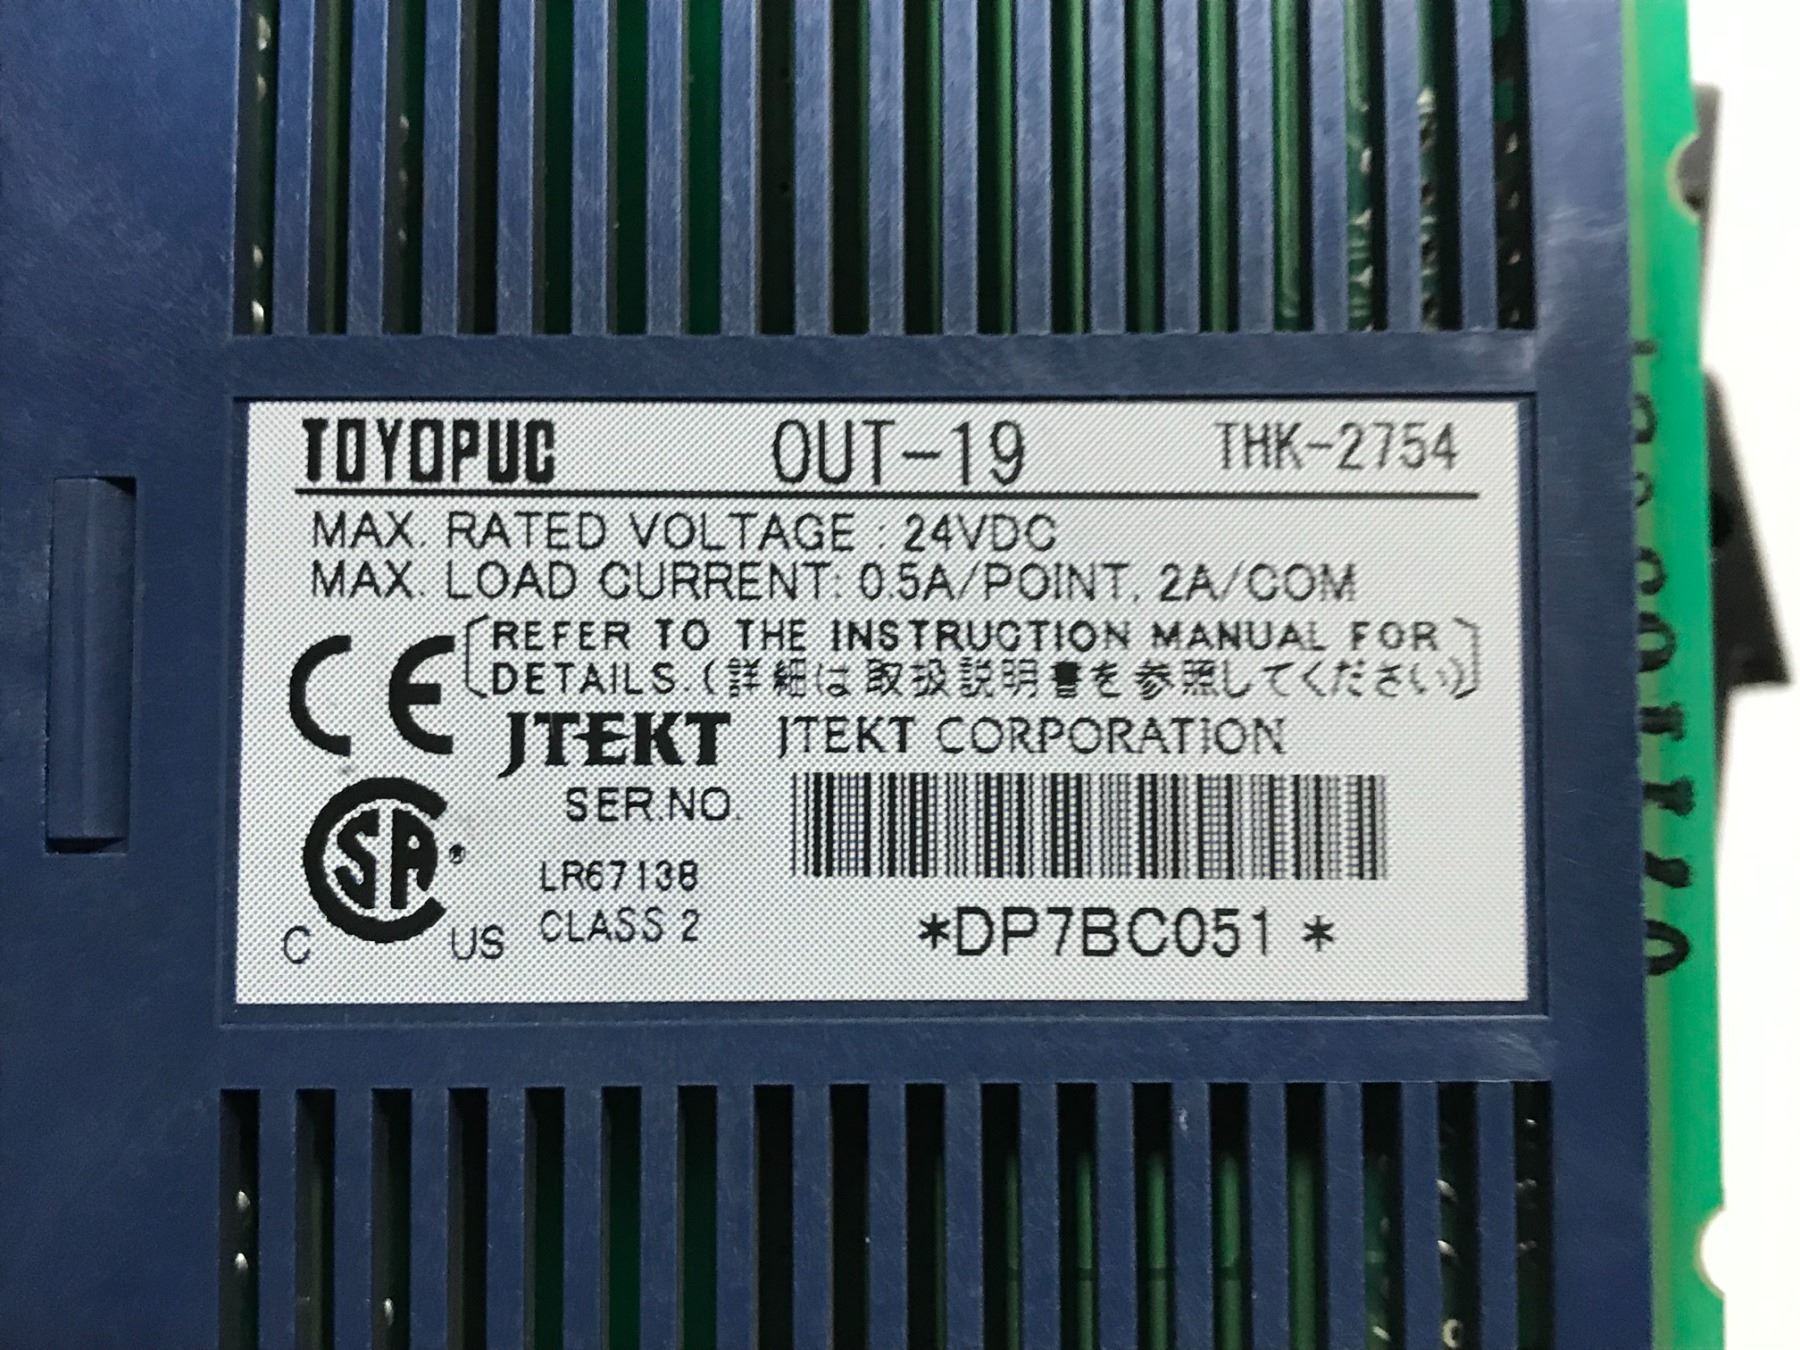 TOYOPUC OUT-19 THK-2754
MAX. RATED VOLTAGE : 24VDC
MAX. LOAD CURRENT: 0.5A/POINT, 2A/COM
REFER TO THE INSTRUCTION MANUAL FOR
DETAILS.(詳細は取扱説明書を参照してください)
CE
JTEKT JTEKT CORPORATION
SER.NO.
LR67138
CLASS 2
C SA US
*DP7BC051 *